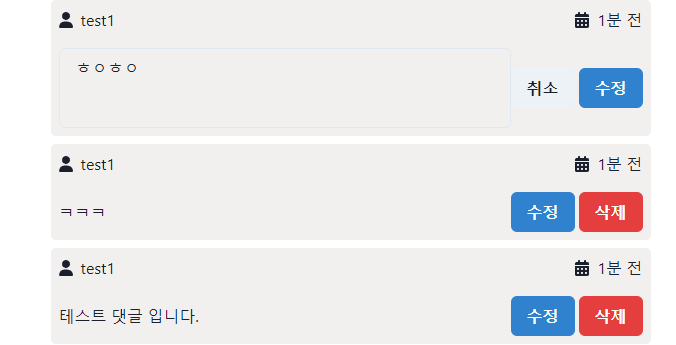 test1 1분 전
ㅎㅇㅎㅇ
취소 수정
test1 1분 전
ㅋㅋㅋ 수정 삭제
test1 1분 전
테스트 댓글 입니다. 수정 삭제